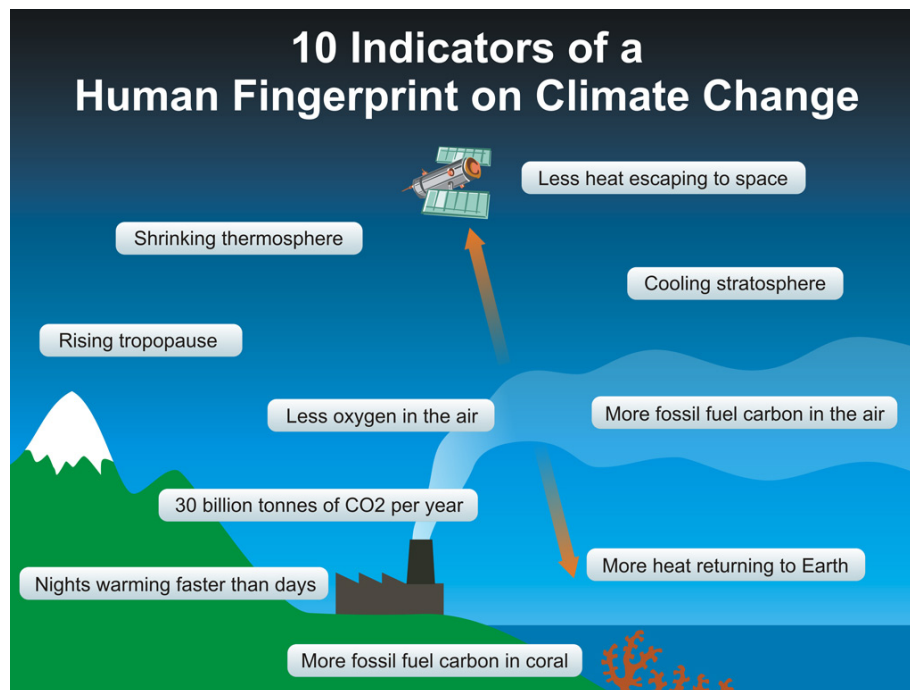 10 Indicators of a
Human Fingerprint on Climate Change
Less heat escaping to space
Shrinking thermosphere
Cooling stratosphere
Rising tropopause
Less oxygen in the air
More fossil fuel carbon in the air
30 billion tonnes of CO2 per year
More heat returning to Earth
Nights warming faster than days
More fossil fuel carbon in coral